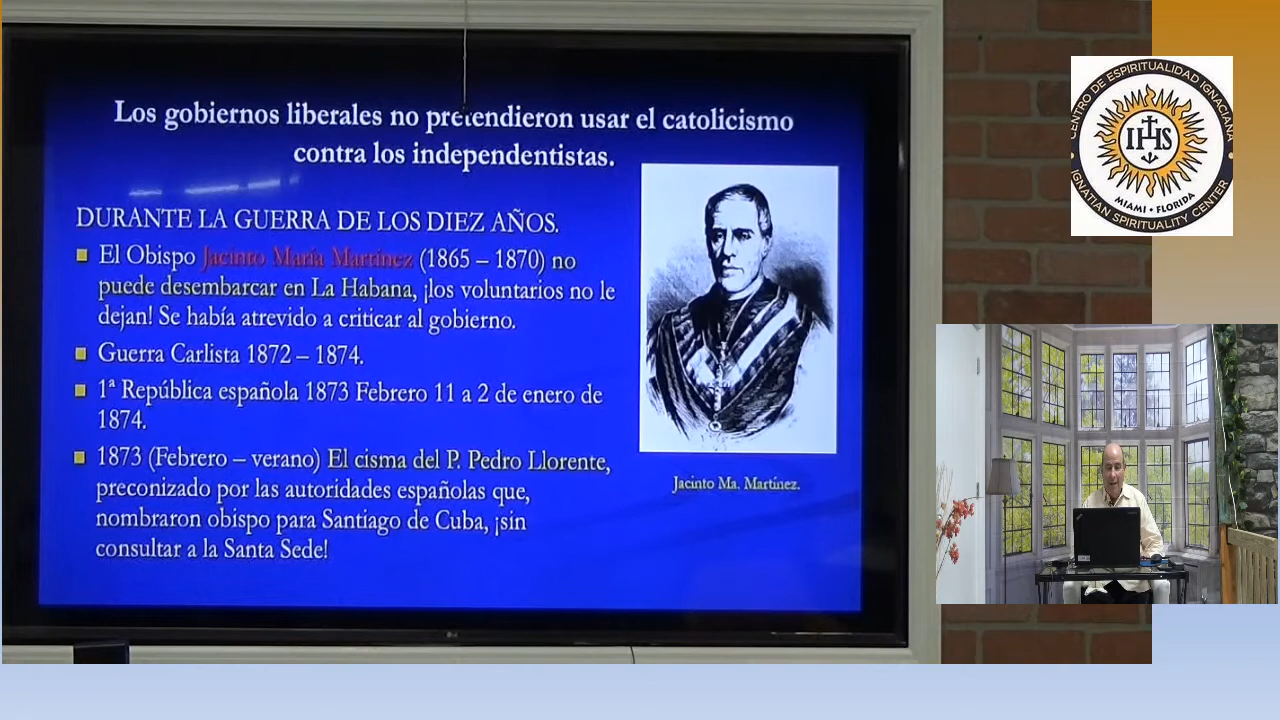 Los gobiernos liberales no pretendieron usar el catolicismo
contra los independentistas.
DURANTE LA GUERRA DE LOS DIEZ AÑOS.
El Obispo Jacinto María Martínez (1865 – 1870) no
puede desembarcar en La Habana, ¡los voluntarios no le
dejan! Se había atrevido a criticar al gobierno.
Guerra Carlista 1872 – 1874.
1ª República española 1873 Febrero 11 a 2 de enero de
1874.
1873 (Febrero – verano) El cisma del P. Pedro Llorente,
preconizado por las autoridades españolas que,
nombraron obispo para Santiago de Cuba, ¡sin
consultar a la Santa Sede!
Jacinto Ma. Martínez.
CENTRO DE ESPIRITUALIDAD IGNACIANA
IHS
MIAMI • FLORIDA
IGNATIAN SPIRITUALITY CENTER
LG